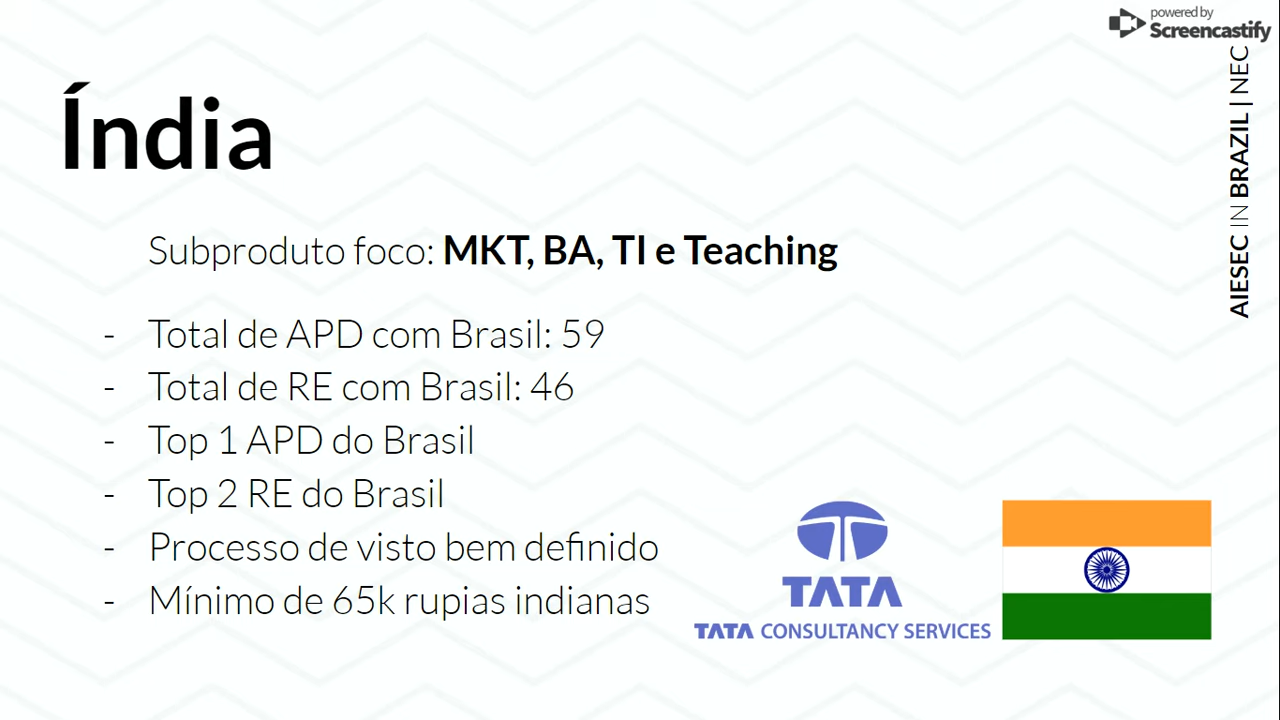 powered by
Screencastify
AIESEC IN BRAZIL | NEC
Índia
Subproduto foco: MKT, BA, TI e Teaching
- Total de APD com Brasil: 59
- Total de RE com Brasil: 46
- Top 1 APD do Brasil
- Top 2 RE do Brasil
- Processo de visto bem definido
- Mínimo de 65k rupias indianas
TATA
TATA CONSULTANCY SERVICES